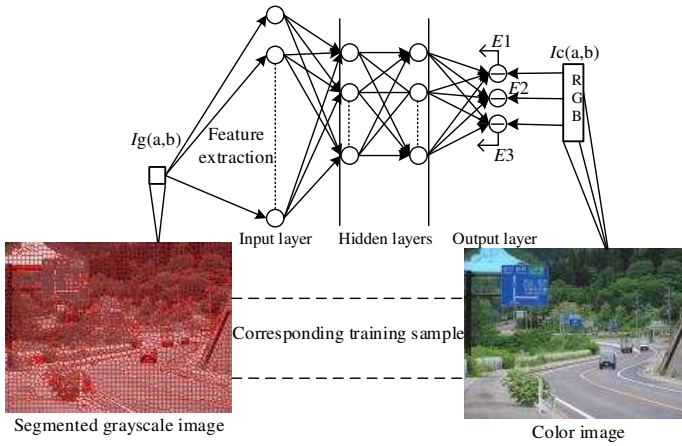 E1
Ic(a,b)
R
G
B
E2
E3
Ig(a,b)
Feature
extraction
Input layer
Hidden layers
Output layer
Corresponding training sample
Segmented grayscale image
Color image